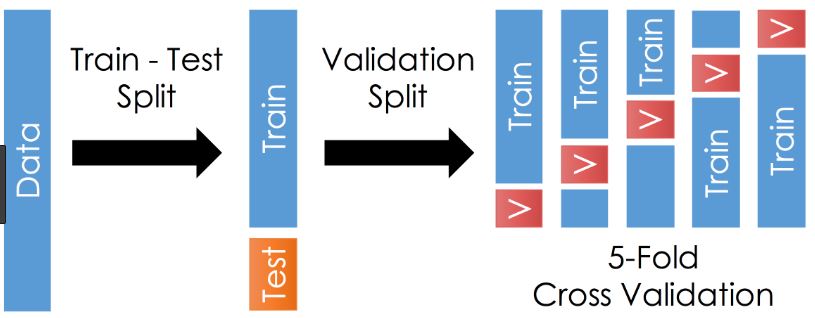 Data
Train - Test
Split
Train
Test
Validation
Split
Train
V
Train
V
Train
V
V
Train
V
Train
5-Fold
Cross Validation